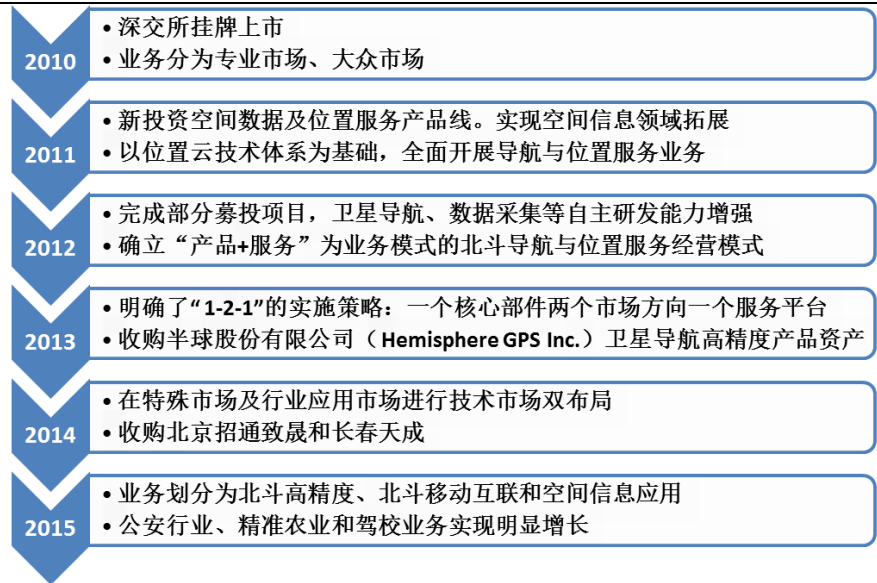 2010
• 深交所挂牌上市
• 业务分为专业市场、大众市场
2011
• 新投资空间数据及位置服务产品线。实现空间信息领域拓展
• 以位置云技术体系为基础，全面开展导航与位置服务业务
2012
• 完成部分募投项目，卫星导航、数据采集等自主研发能力增强
• 确立“产品+服务”为业务模式的北斗导航与位置服务经营模式
2013
• 明确了“1-2-1”的实施策略：一个核心部件两个市场方向一个服务平台
• 收购半球股份有限公司（Hemisphere GPS Inc.）卫星导航高精度产品资产
2014
• 在特殊市场及行业应用市场进行技术市场双布局
• 收购北京招通致晟和长春天成
2015
• 业务划分为北斗高精度、北斗移动互联和空间信息应用
• 公安行业、精准农业和驾校业务实现明显增长